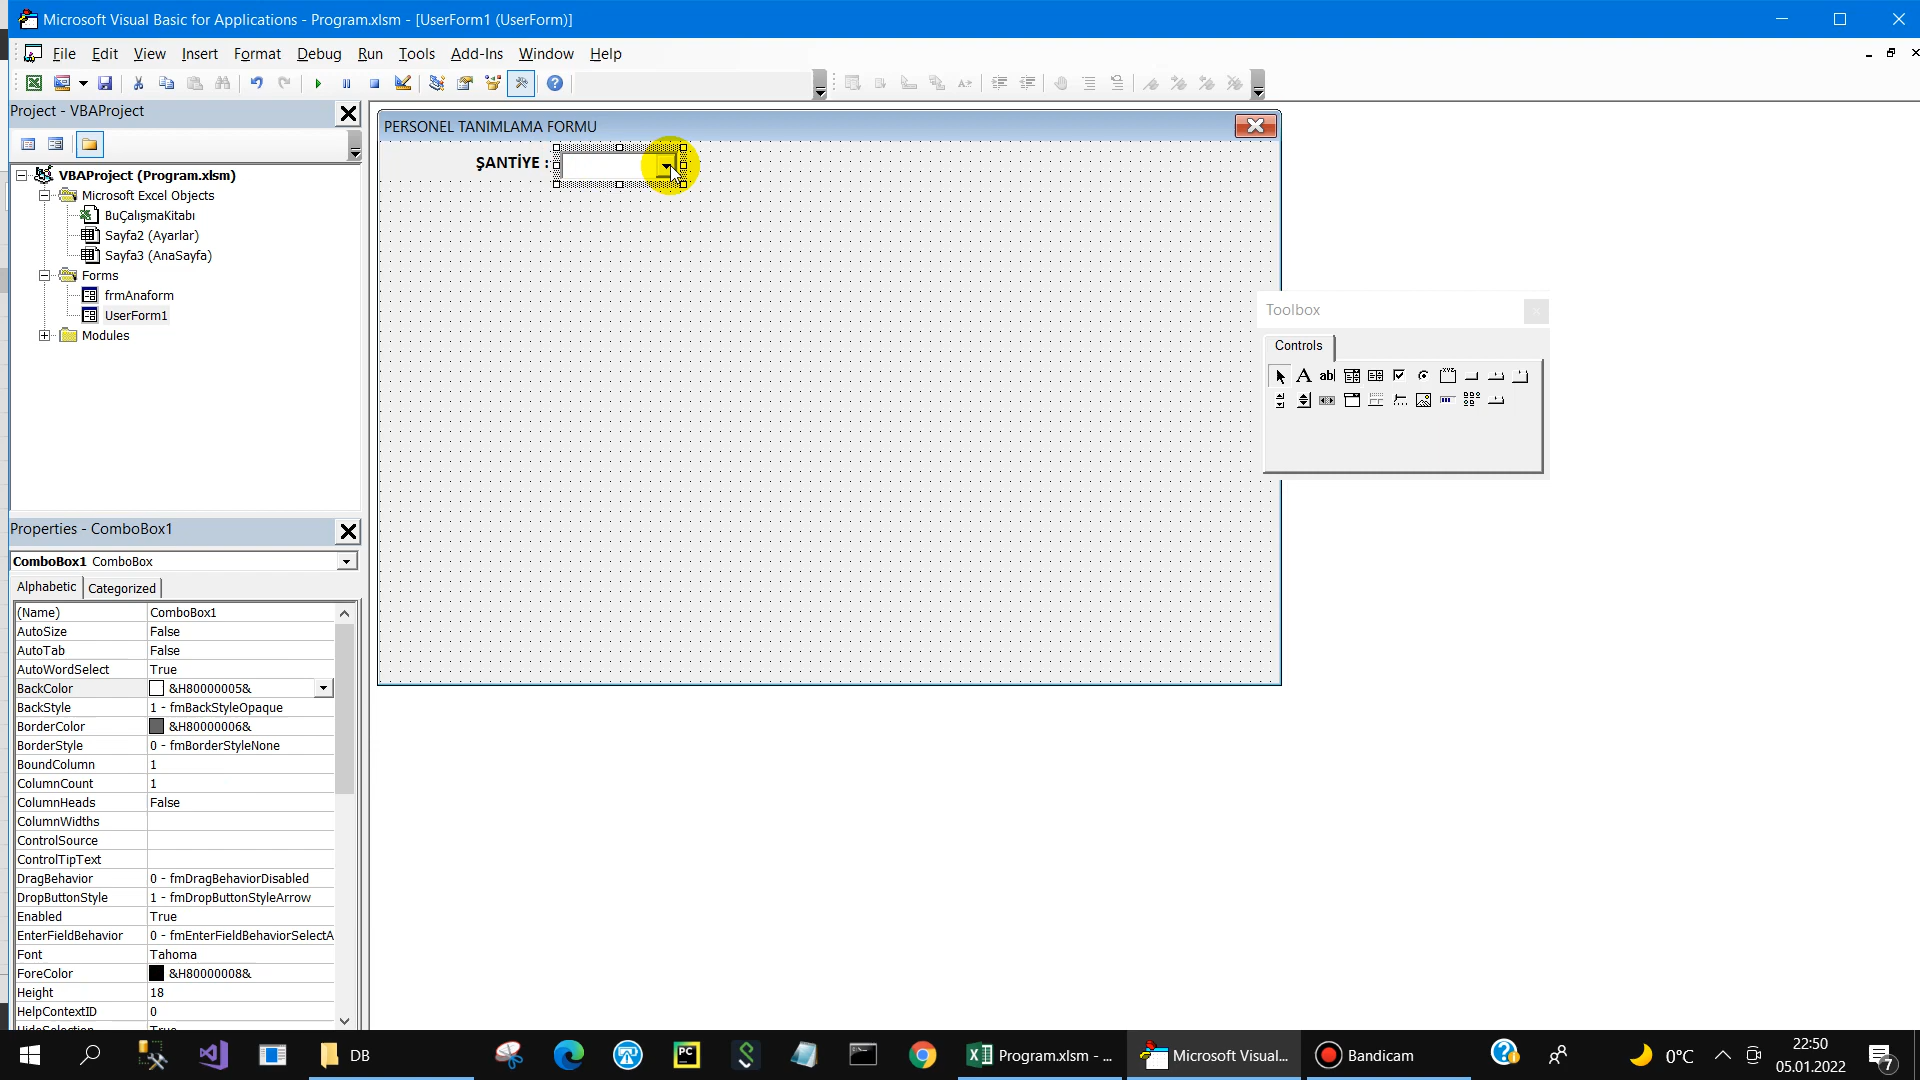 Microsoft Visual Basic for Applications - Program.xlsm - [UserForm1 (UserForm)]
File Edit View Insert Format Debug Run Tools Add-Ins Window Help
Project - VBAProject
VBAProject (Program.xlsm)
Microsoft Excel Objects
BuÇalışmaKitabı
Sayfa2 (Ayarlar)
Sayfa3 (AnaSayfa)
Forms
frmAnaform
UserForm1
Modules
PERSONEL TANIMLAMA FORMU
ŞANTİYE :
Toolbox
Controls
A ab
Properties - ComboBox1
ComboBox1 ComboBox
Alphabetic Categorized
(Name) ComboBox1
AutoSize False
AutoTab False
AutoWordSelect True
BackColor &H80000005&
BackStyle 1 - fmBackStyleOpaque
BorderColor &H80000006&
BorderStyle 0 - fmBorderStyleNone
BoundColumn 1
ColumnCount 1
ColumnHeads False
ColumnWidths
ControlSource
ControlTipText
DragBehavior 0 - fmDragBehaviorDisabled
DropButtonStyle 1 - fmDropButtonStyleArrow
Enabled True
EnterFieldBehavior 0 - fmEnterFieldBehaviorSelectA
Font Tahoma
ForeColor &H80000008&
Height 18
HelpContextID 0
DB
PC
Program.xlsm - ...
Microsoft Visual...
Bandicam
0°C
22:50
05.01.2022
7